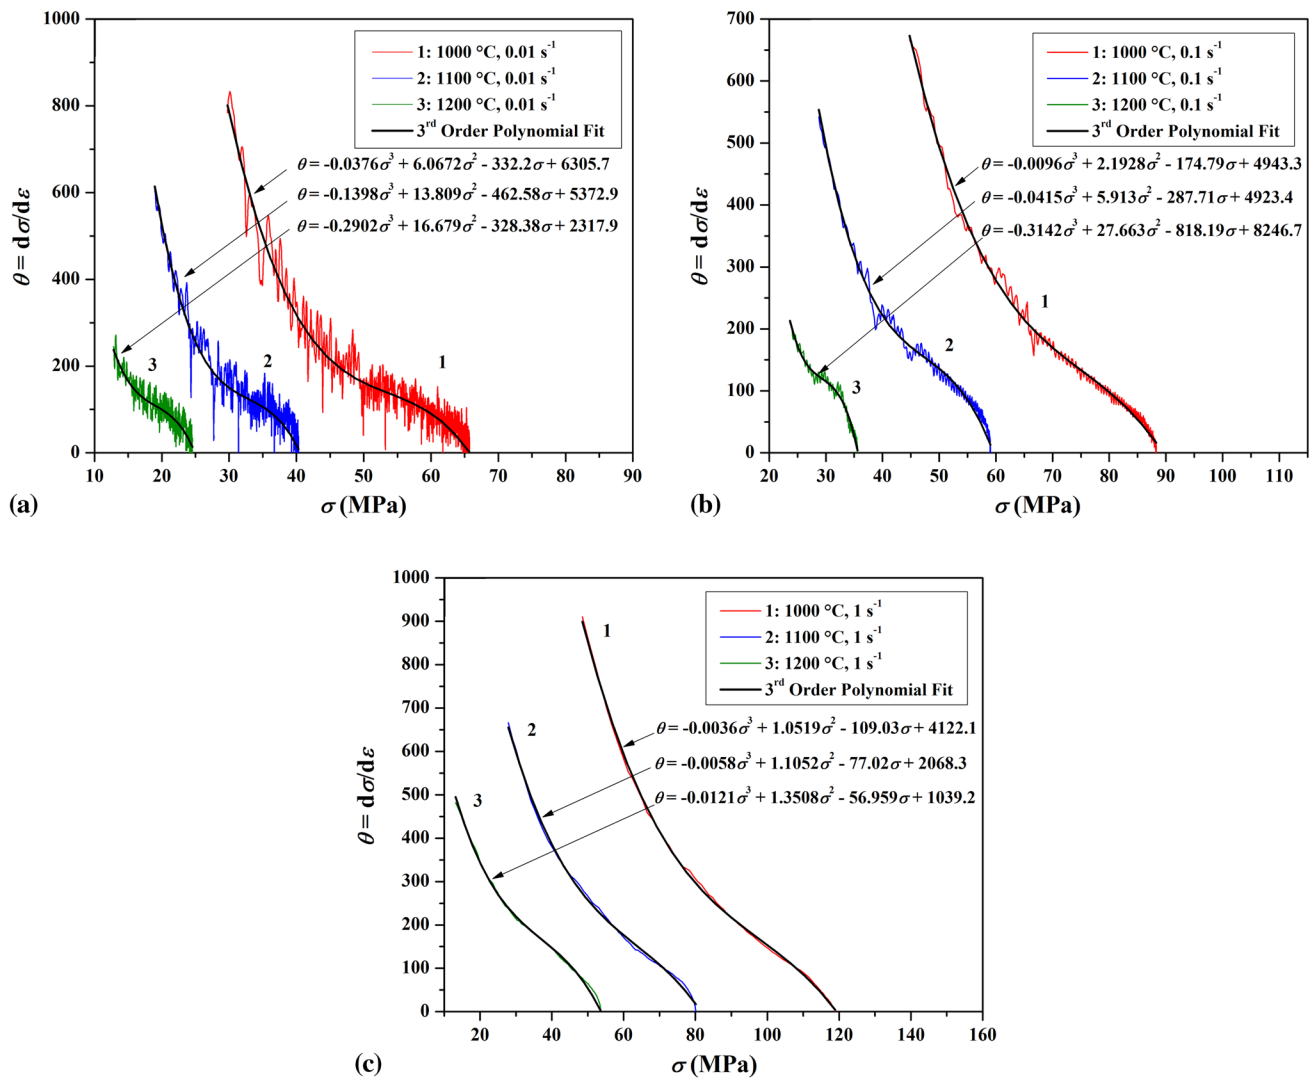 1000
800
600
400
200
0
θ = dσ/dε
1: 1000 °C, 0.01 s⁻¹
2: 1100 °C, 0.01 s⁻¹
3: 1200 °C, 0.01 s⁻¹
3rd Order Polynomial Fit
θ = -0.0376σ³ + 6.0672σ² - 332.2σ + 6305.7
θ = -0.1398σ³ + 13.809σ² - 462.58σ + 5372.9
θ = -0.2902σ³ + 16.679σ² - 328.38σ + 2317.9
3
2
1
10 20 30 40 50 60 70 80 90
(a)
σ (MPa)
700
600
500
400
300
200
100
0
θ = dσ/dε
1: 1000 °C, 0.1 s⁻¹
2: 1100 °C, 0.1 s⁻¹
3: 1200 °C, 0.1 s⁻¹
3rd Order Polynomial Fit
θ = -0.0096σ³ + 2.1928σ² - 174.79σ + 4943.3
θ = -0.0415σ³ + 5.913σ² - 287.71σ + 4923.4
θ = -0.3142σ³ + 27.663σ² - 818.19σ + 8246.7
1
2
3
20 30 40 50 60 70 80 90 100 110
(b)
σ (MPa)
1000
900
800
700
600
500
400
300
200
100
0
θ = dσ/dε
1: 1000 °C, 1 s⁻¹
2: 1100 °C, 1 s⁻¹
3: 1200 °C, 1 s⁻¹
3rd Order Polynomial Fit
θ = -0.0036σ³ + 1.0519σ² - 109.03σ + 4122.1
θ = -0.0058σ³ + 1.1052σ² - 77.02σ + 2068.3
θ = -0.0121σ³ + 1.3508σ² - 56.959σ + 1039.2
1
2
3
20 40 60 80 100 120 140 160
(c)
σ (MPa)